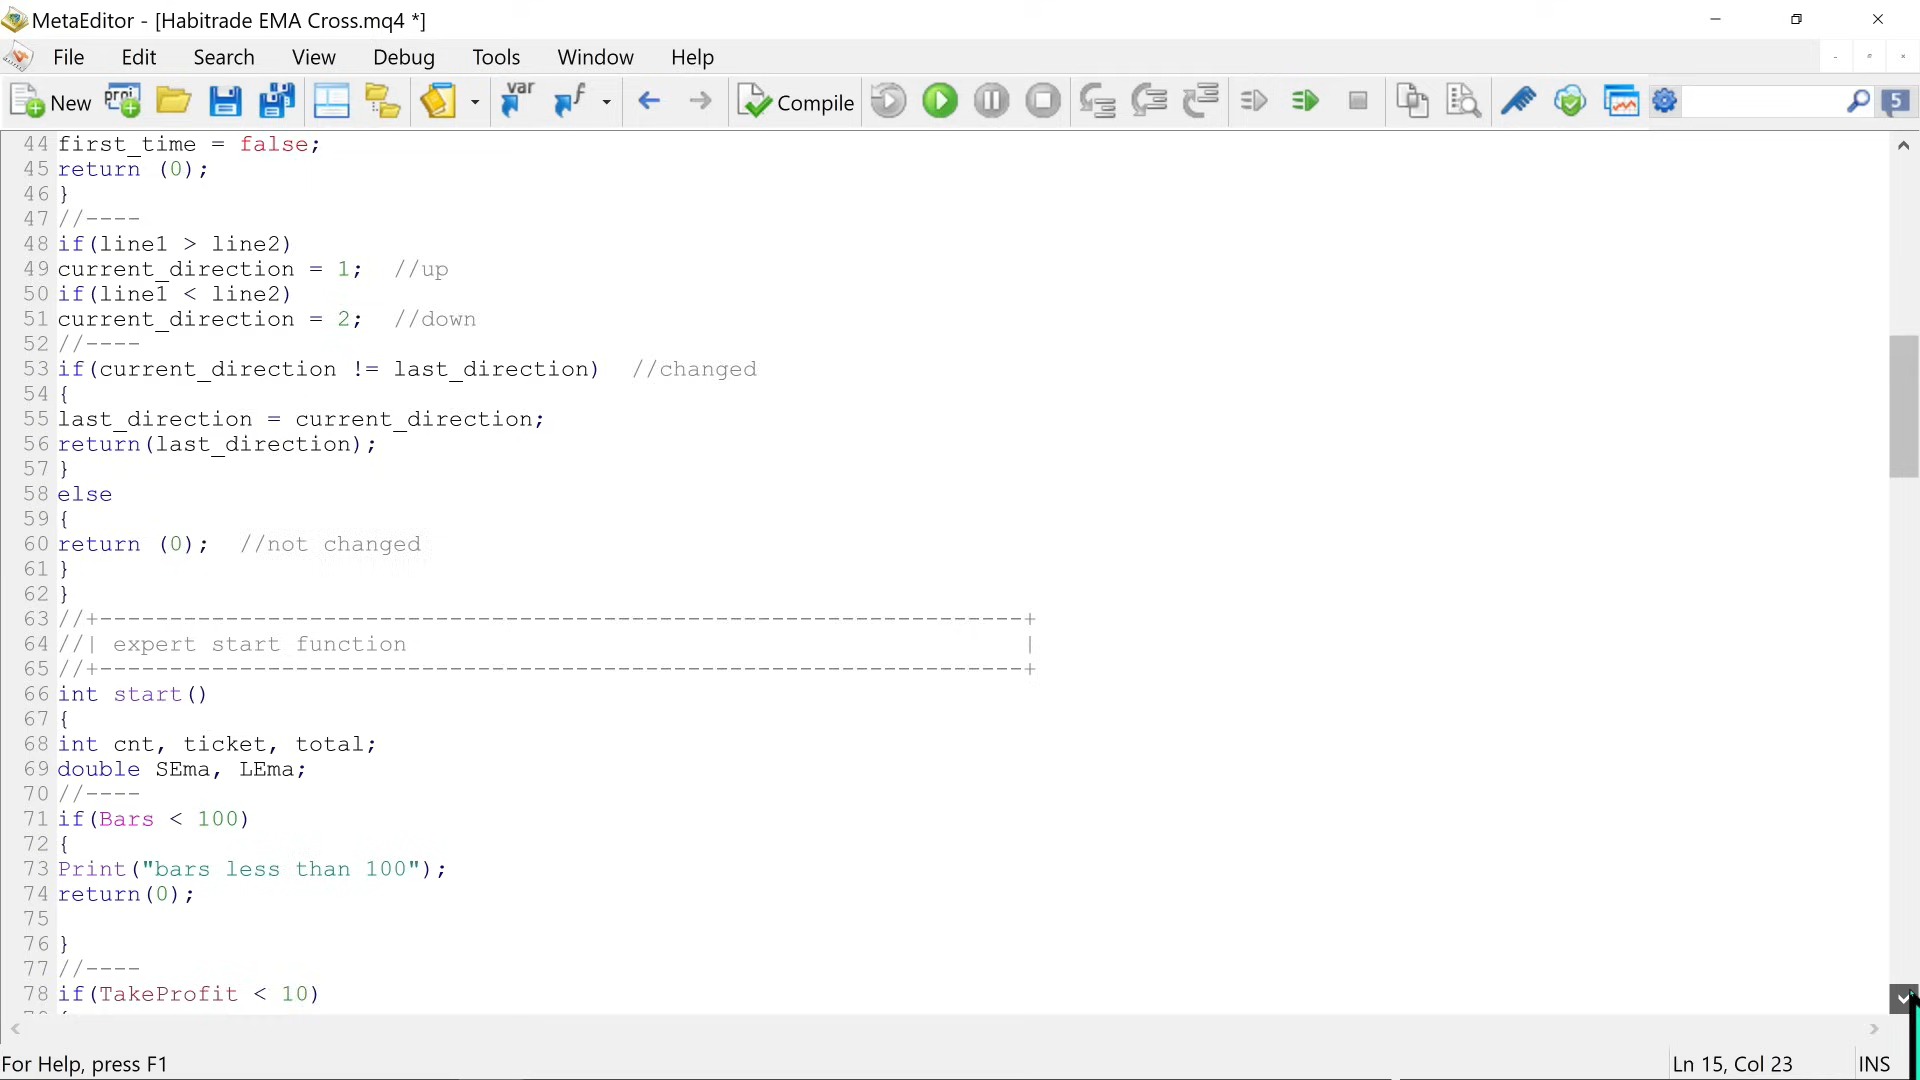 MetaEditor - [Habitrade EMA Cross.mq4 *]
File Edit Search View Debug Tools Window Help
New proj var f Compile 5
44 first_time = false;
45 return (0);
46 }
47 //----
48 if(line1 > line2)
49 current_direction = 1;  //up
50 if(line1 < line2)
51 current_direction = 2;  //down
52 //----
53 if(current_direction != last_direction)  //changed
54 {
55 last_direction = current_direction;
56 return(last_direction);
57 }
58 else
59 {
60 return (0);  //not changed
61 }
62 }
63 //+------------------------------------------------------------------+
64 //| expert start function                                            |
65 //+------------------------------------------------------------------+
66 int start()
67 {
68 int cnt, ticket, total;
69 double SEma, LEma;
70 //----
71 if(Bars < 100)
72 {
73 Print("bars less than 100");
74 return(0);
75
76 }
77 //----
78 if(TakeProfit < 10)
For Help, press F1 Ln 15, Col 23 INS